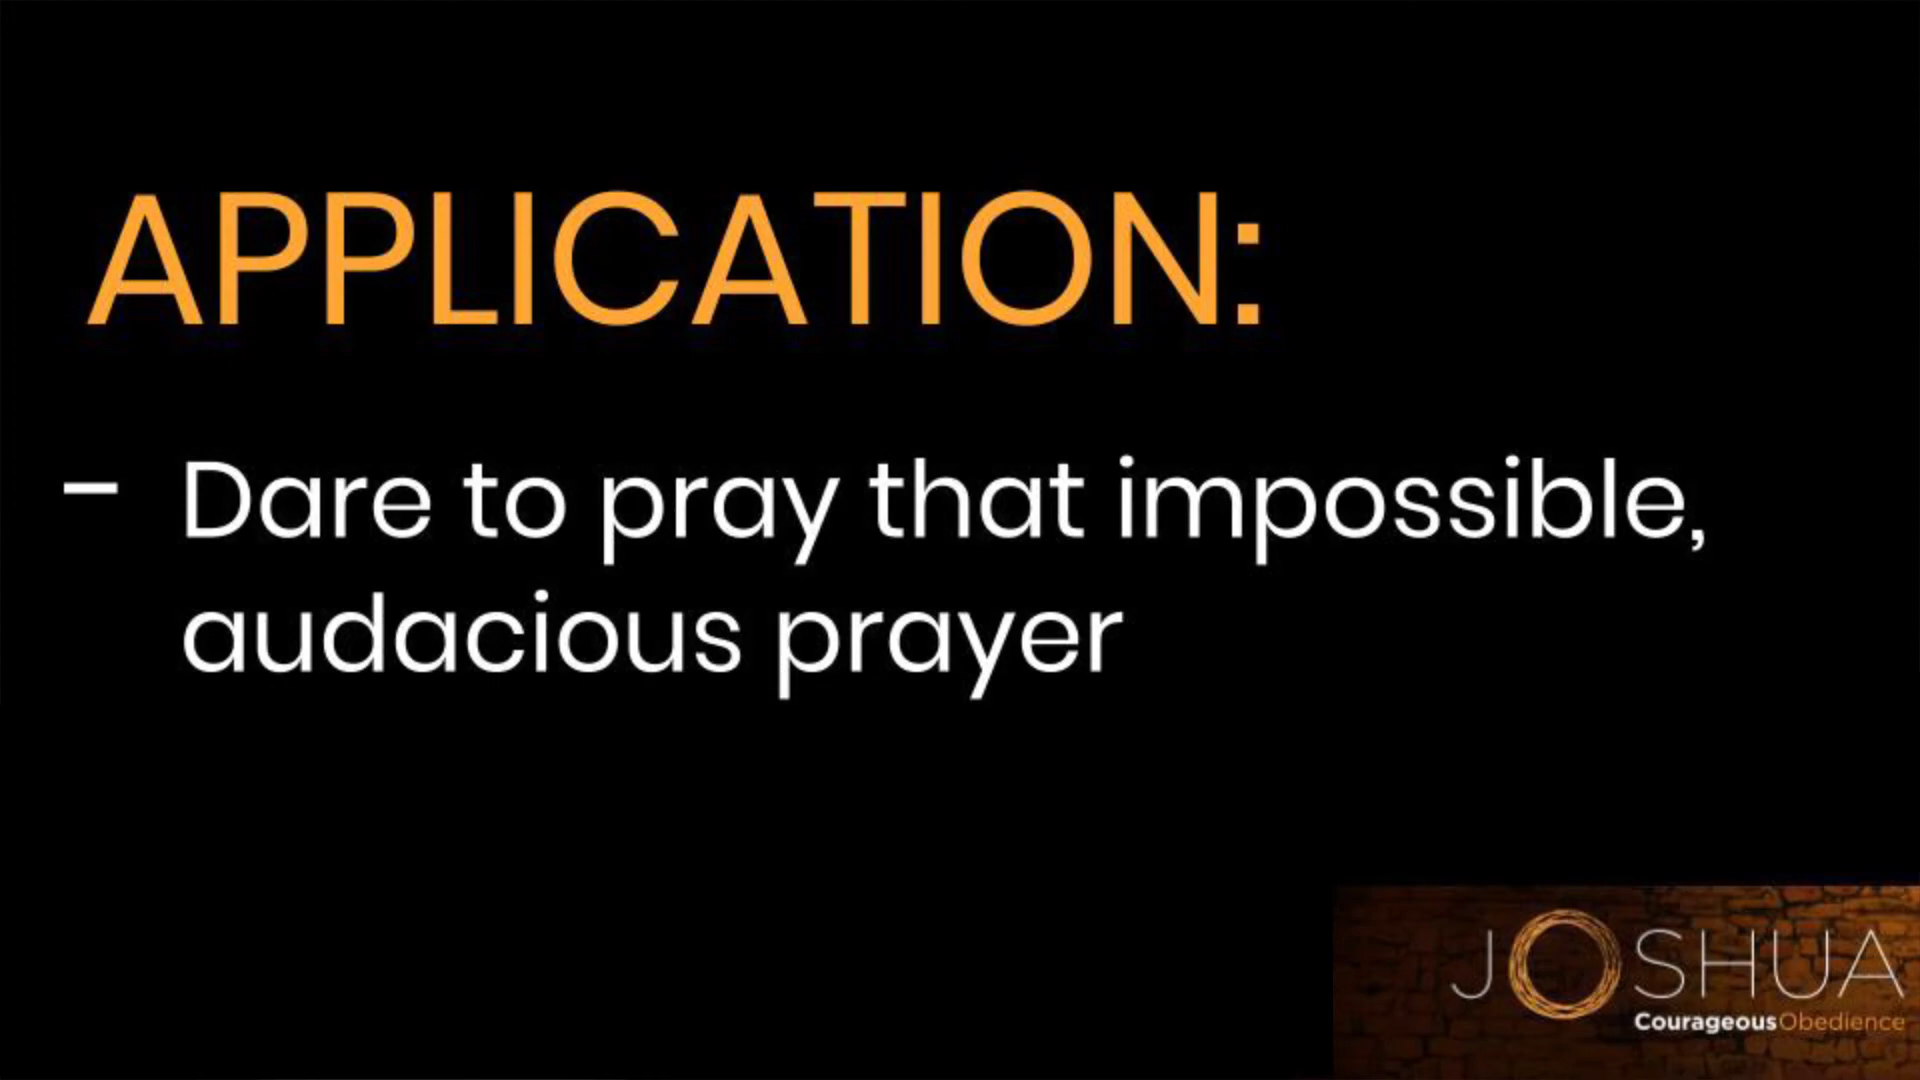 APPLICATION:
- Dare to pray that impossible,
audacious prayer
JOSHUA
CourageousObedience